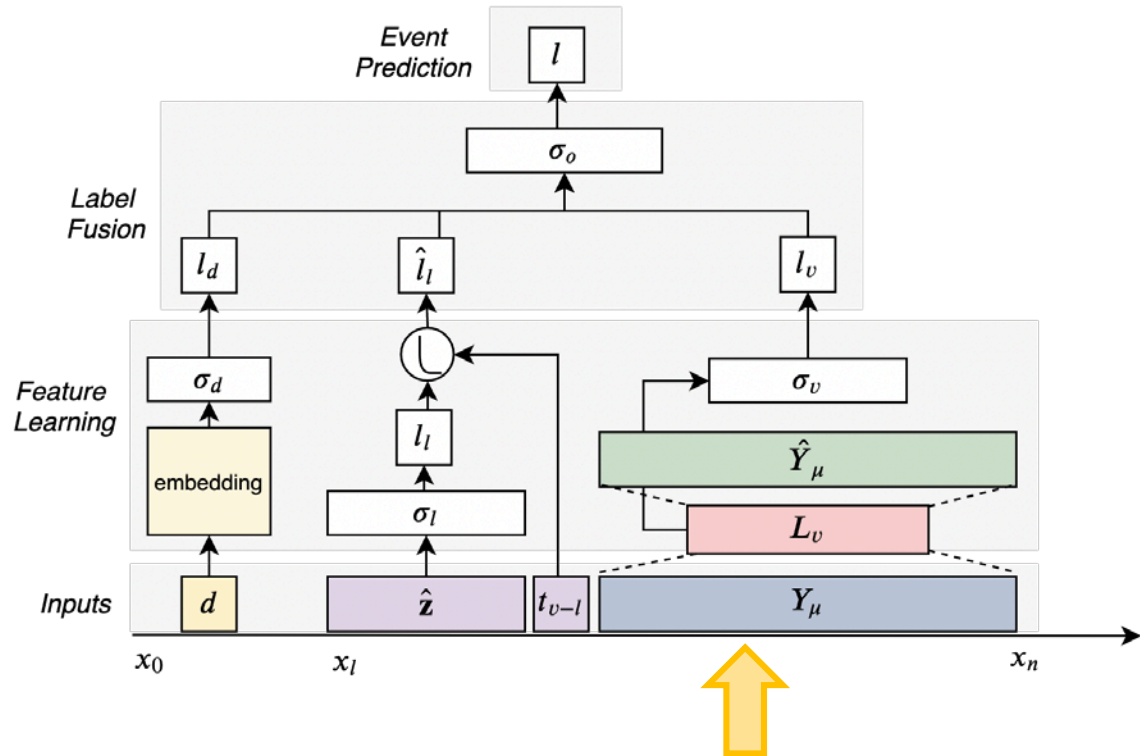 Event
Prediction
l
σ_o
Label
Fusion
l_d
l̂_l
l_v
Feature
Learning
σ_d
σ_v
l_l
Ŷ_μ
embedding
σ_l
L_v
Inputs
d
ẑ
t_{v-l}
Y_μ
x_0
x_l
x_n